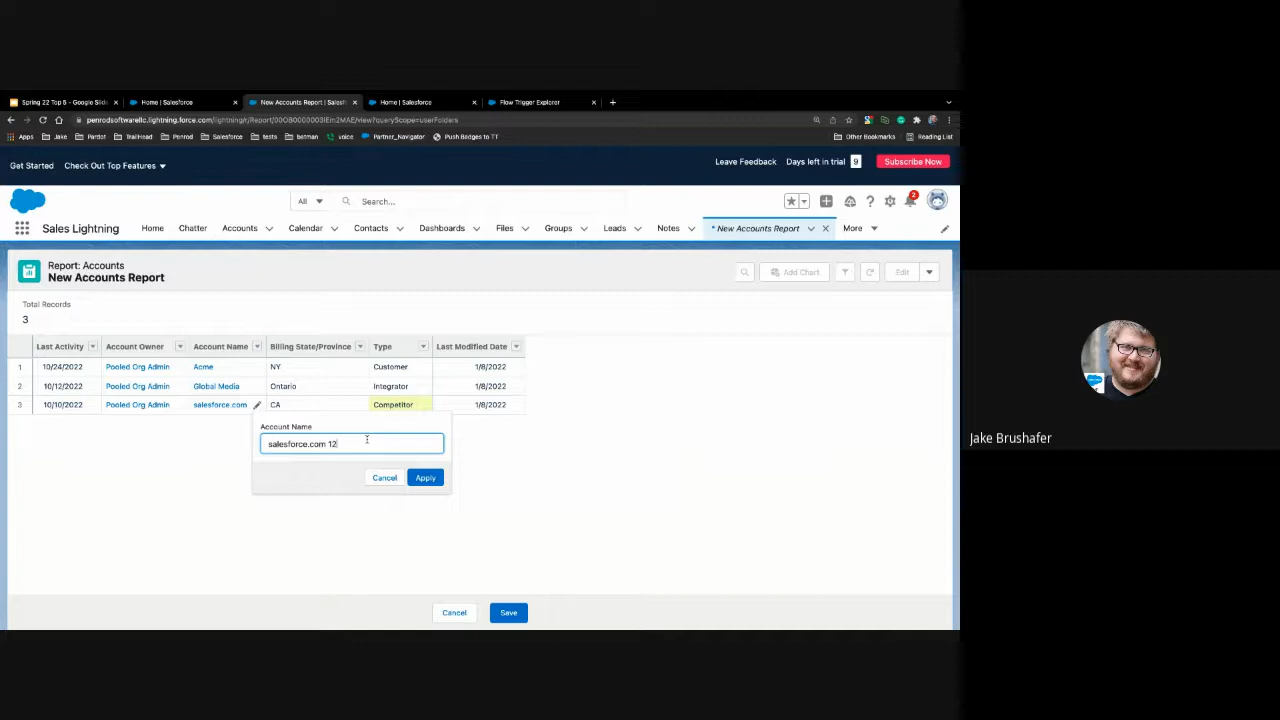 Spring 22 Top 5 - Google Slide
Home | Salesforce
New Accounts Report | Salesf
Home | Salesforce
Flow Trigger Explorer
Apps
Jake
Pardot
TrailHead
Penrod
Salesforce
tests
betman
voice
Partner_Navigator
Push Badges to TT
Other Bookmarks
Reading List
Get Started
Check Out Top Features
Leave Feedback
Days left in trial 9
Subscribe Now
All
Search...
2
Sales Lightning
Home
Chatter
Accounts
Calendar
Contacts
Dashboards
Files
Groups
Leads
Notes
* New Accounts Report
More
Report: Accounts
New Accounts Report
Add Chart
Edit
Total Records
3
Last Activity Account Owner Account Name Billing State/Province Type Last Modified Date
1 10/24/2022 Pooled Org Admin Acme NY Customer 1/8/2022
2 10/12/2022 Pooled Org Admin Global Media Ontario Integrator 1/8/2022
3 10/10/2022 Pooled Org Admin salesforce.com CA Competitor 1/8/2022
Account Name
salesforce.com 12
Cancel
Apply
Cancel
Save
Jake Brushafer